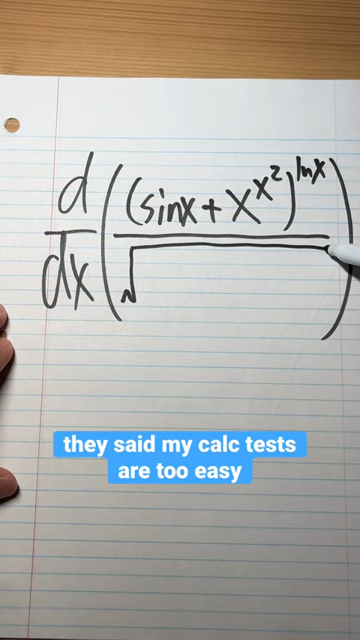 d/dx ( (sinx + x^x^2)^lnx / √ )
they said my calc tests
are too easy